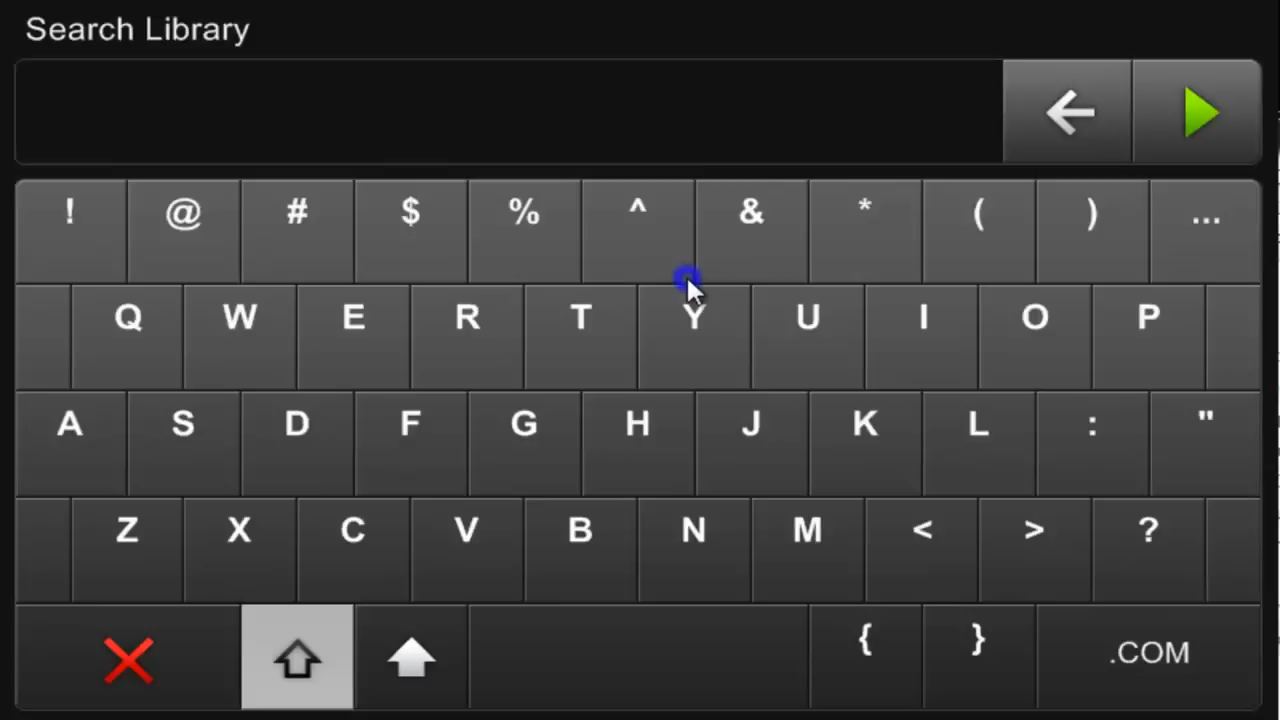 Search Library
! @ # $ % ^ & * ( ) ...
Q W E R T Y U I O P
A S D F G H J K L : "
Z X C V B N M < > ?
{ } .COM